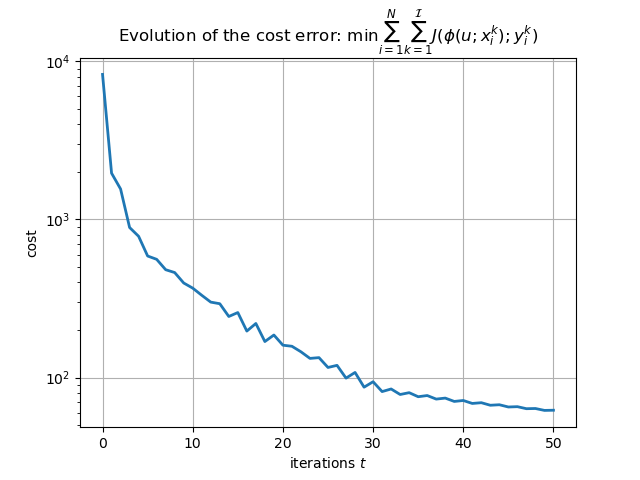 Evolution of the cost error: min $\sum_{i=1}^{N} \sum_{k=1}^{\mathcal{I}} J(\phi(u; x_i^k); y_i^k)$
10⁴
10³
10²
cost
0 10 20 30 40 50
iterations t